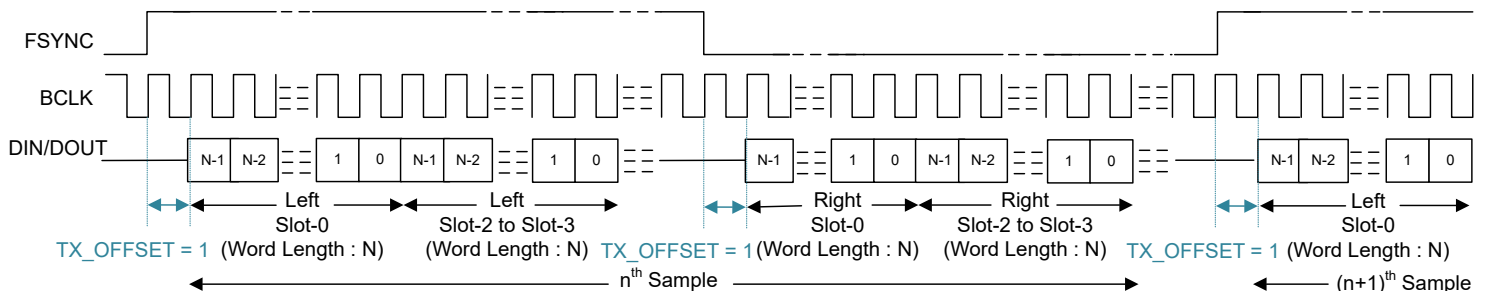 FSYNC
BCLK
DIN/DOUT
N-1 N-2 1 0 N-1 N-2 1 0 N-1 1 0 N-1 N-2 1 0 N-1 N-2 1 0
Left Left Right Right Left
Slot-0 Slot-2 to Slot-3 Slot-0 Slot-2 to Slot-3 Slot-0
TX_OFFSET = 1 (Word Length : N) (Word Length : N) TX_OFFSET = 1 (Word Length : N) (Word Length : N) TX_OFFSET = 1 (Word Length : N)
nth Sample (n+1)th Sample